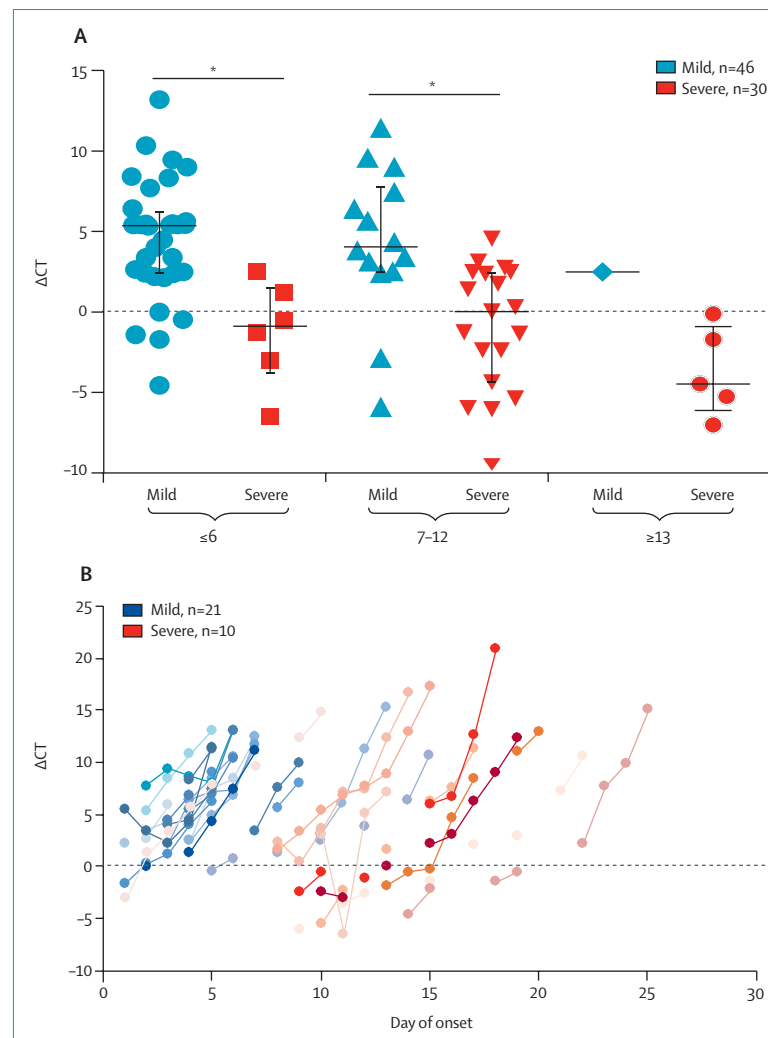 A
Mild, n=46
Severe, n=30
*
*
15
10
5
0
–5
–10
ΔCT
Mild
Severe
Mild
Severe
Mild
Severe
≤6
7–12
≥13
B
Mild, n=21
Severe, n=10
25
20
15
10
5
0
–5
–10
ΔCT
0
5
10
15
20
25
30
Day of onset